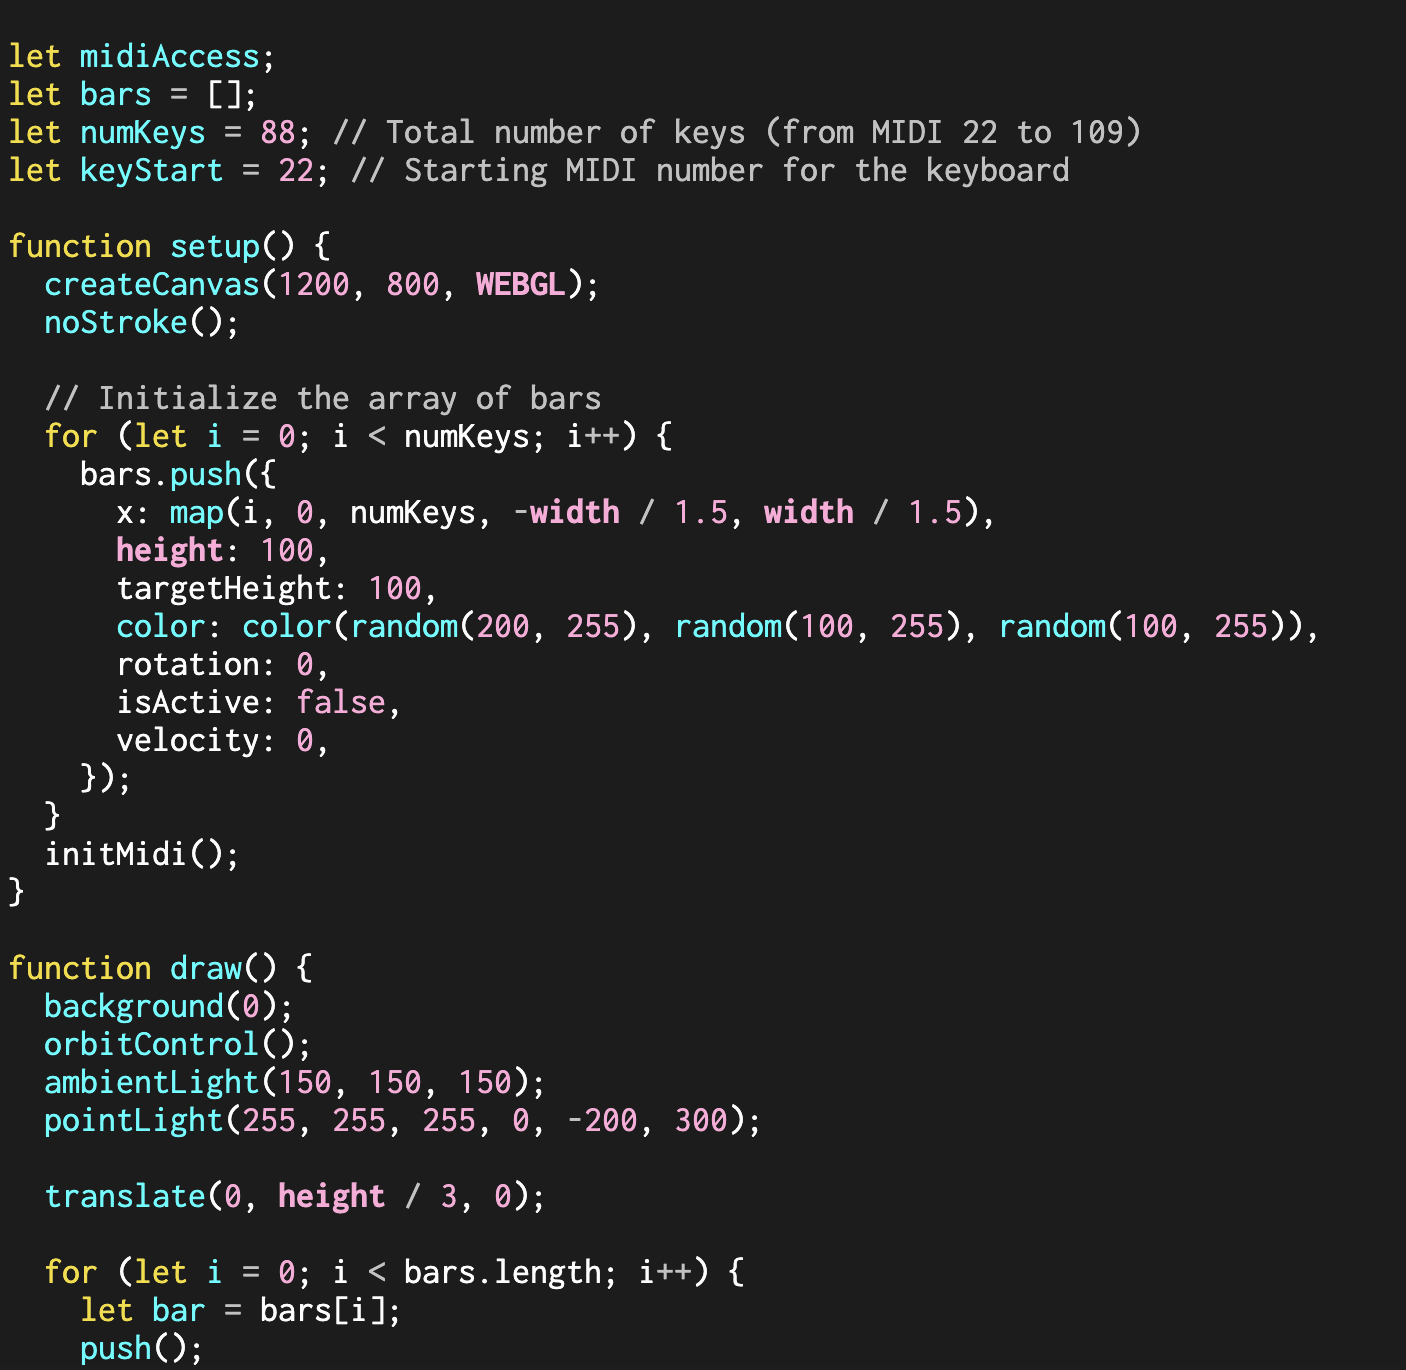 let midiAccess;
let bars = [];
let numKeys = 88; // Total number of keys (from MIDI 22 to 109)
let keyStart = 22; // Starting MIDI number for the keyboard

function setup() {
  createCanvas(1200, 800, WEBGL);
  noStroke();

  // Initialize the array of bars
  for (let i = 0; i < numKeys; i++) {
    bars.push({
      x: map(i, 0, numKeys, -width / 1.5, width / 1.5),
      height: 100,
      targetHeight: 100,
      color: color(random(200, 255), random(100, 255), random(100, 255)),
      rotation: 0,
      isActive: false,
      velocity: 0,
    });
  }
  initMidi();
}

function draw() {
  background(0);
  orbitControl();
  ambientLight(150, 150, 150);
  pointLight(255, 255, 255, 0, -200, 300);

  translate(0, height / 3, 0);

  for (let i = 0; i < bars.length; i++) {
    let bar = bars[i];
    push();